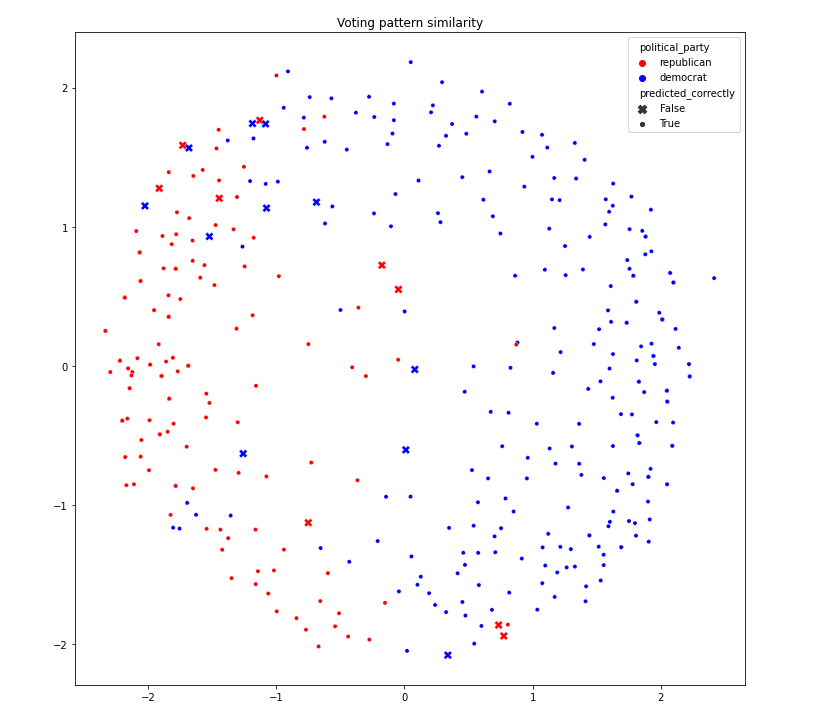 Voting pattern similarity
political_party
republican
democrat
predicted_correctly
False
True
2
1
0
−1
−2
−2
−1
0
1
2